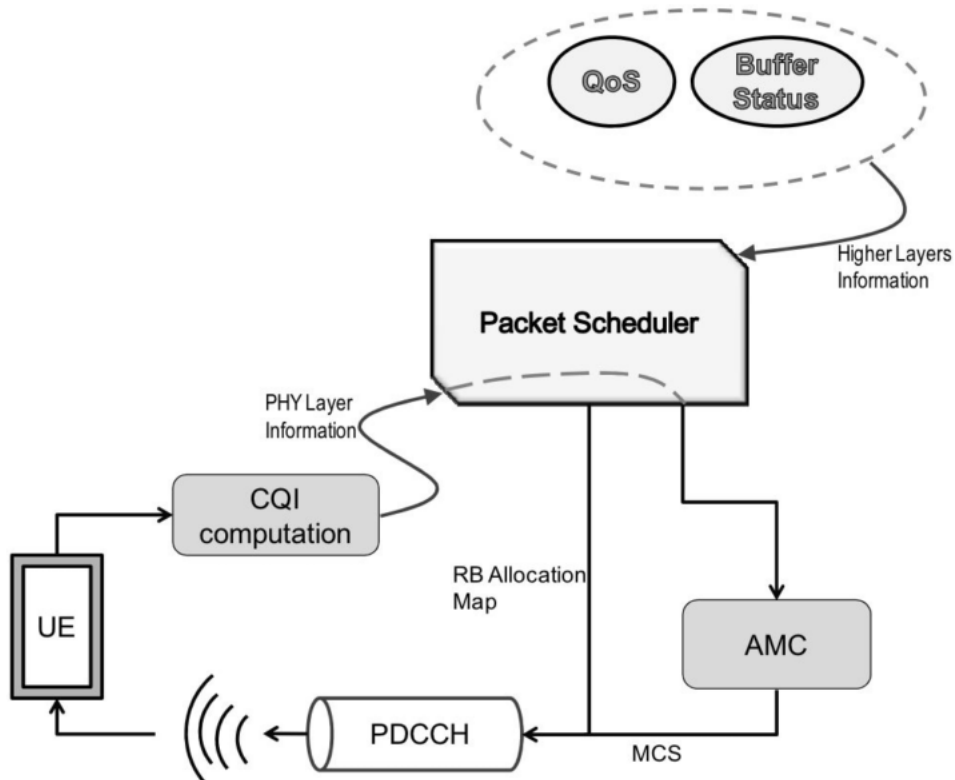 QoS
Buffer
Status
Higher Layers
Information
Packet Scheduler
PHY Layer
Information
CQI
computation
RB Allocation
Map
UE
AMC
PDCCH
MCS